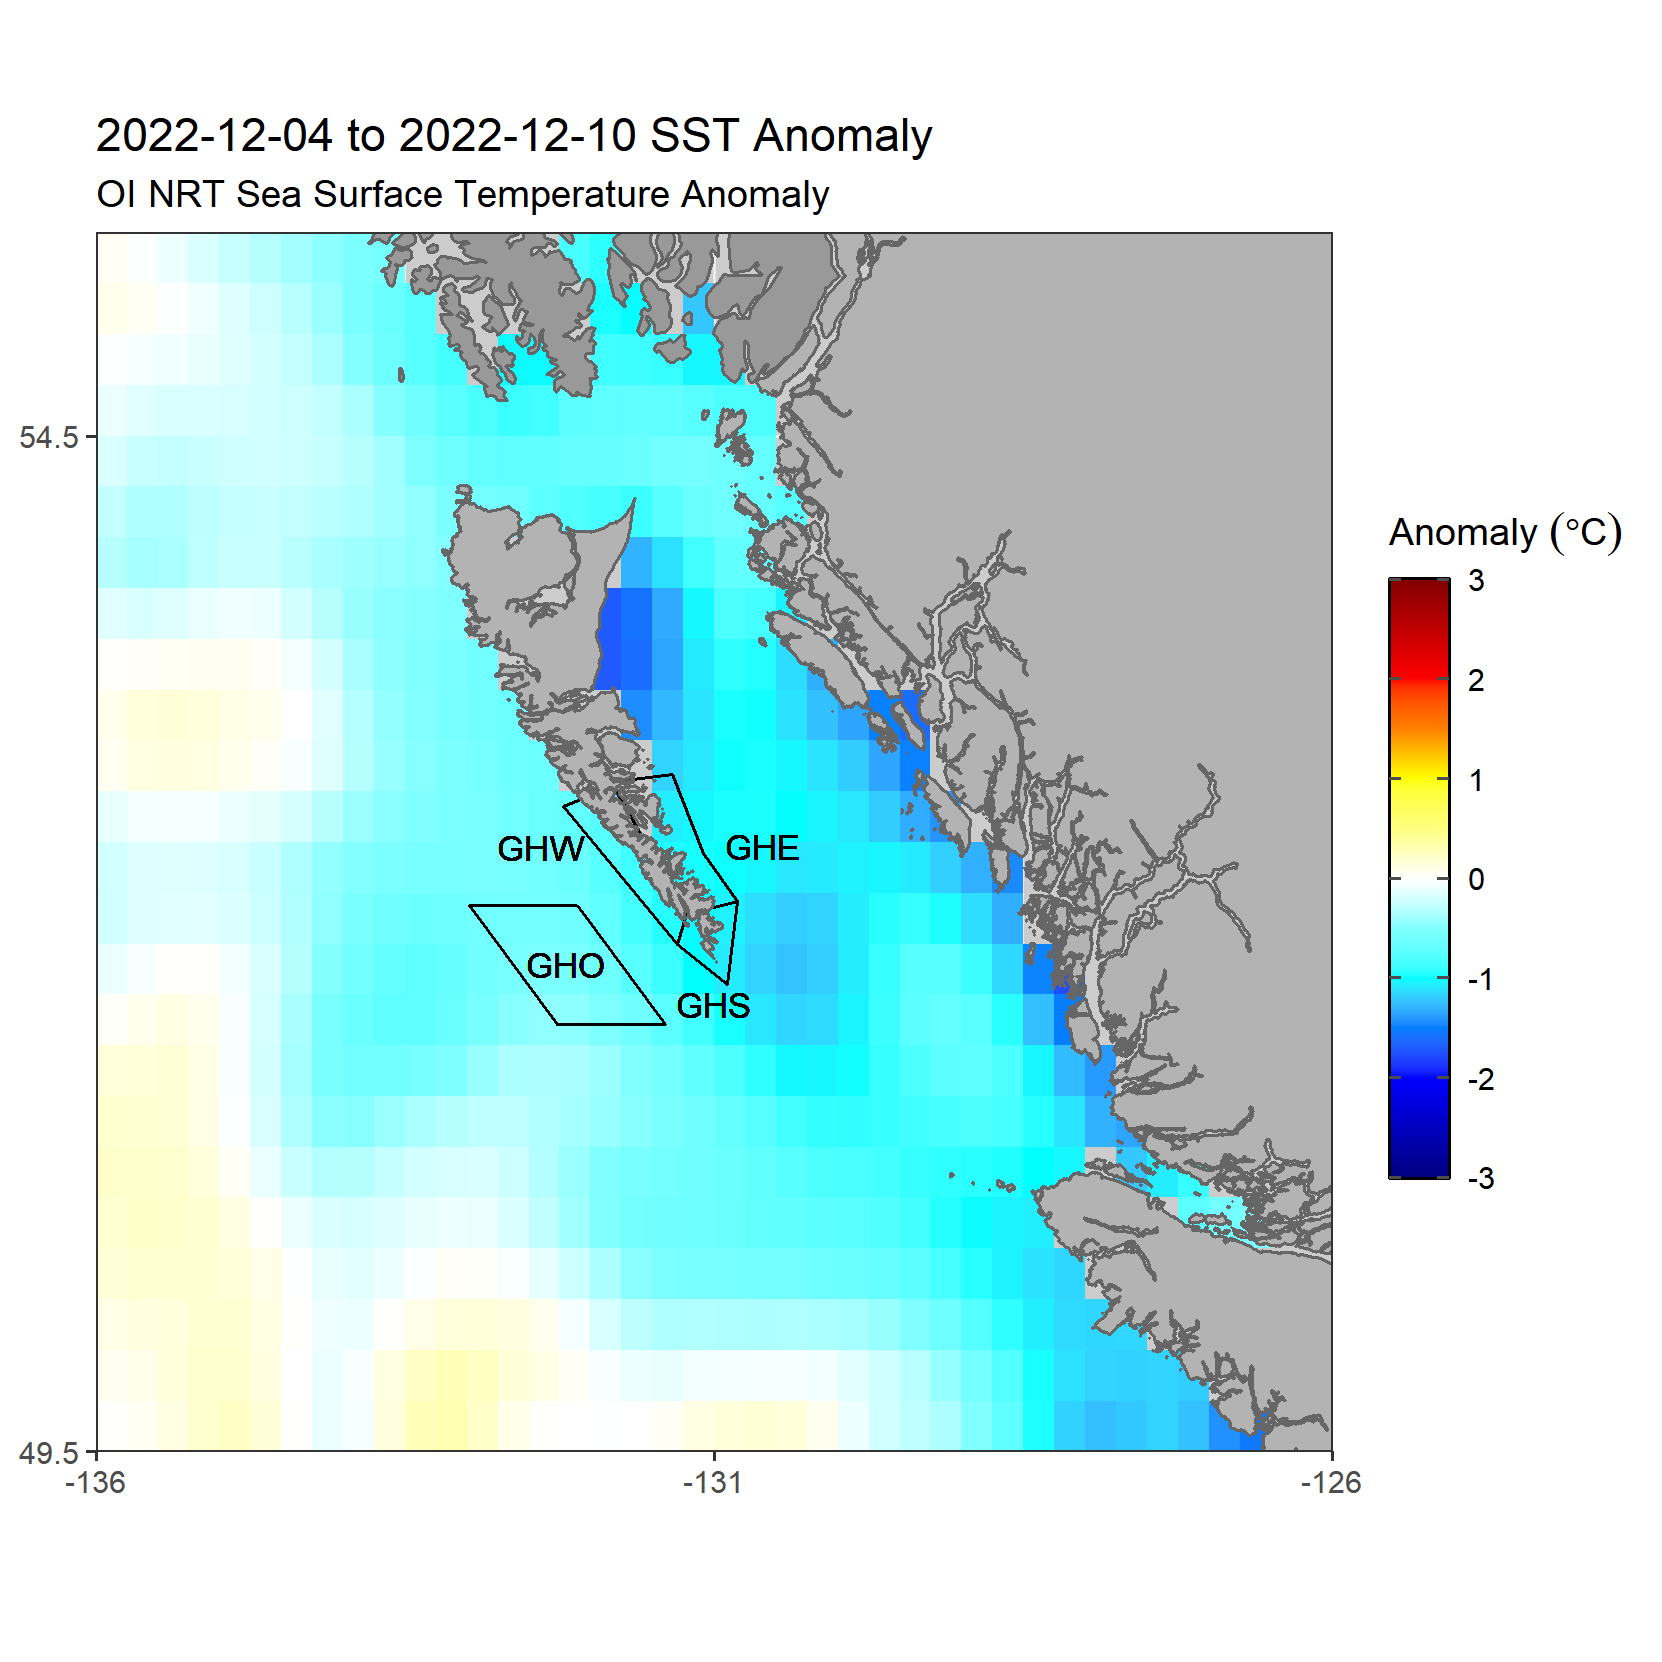 2022-12-04 to 2022-12-10 SST Anomaly
OI NRT Sea Surface Temperature Anomaly
54.5
49.5
-136
-131
-126
GHW
GHE
GHO
GHS
Anomaly (°C)
3
2
1
0
-1
-2
-3